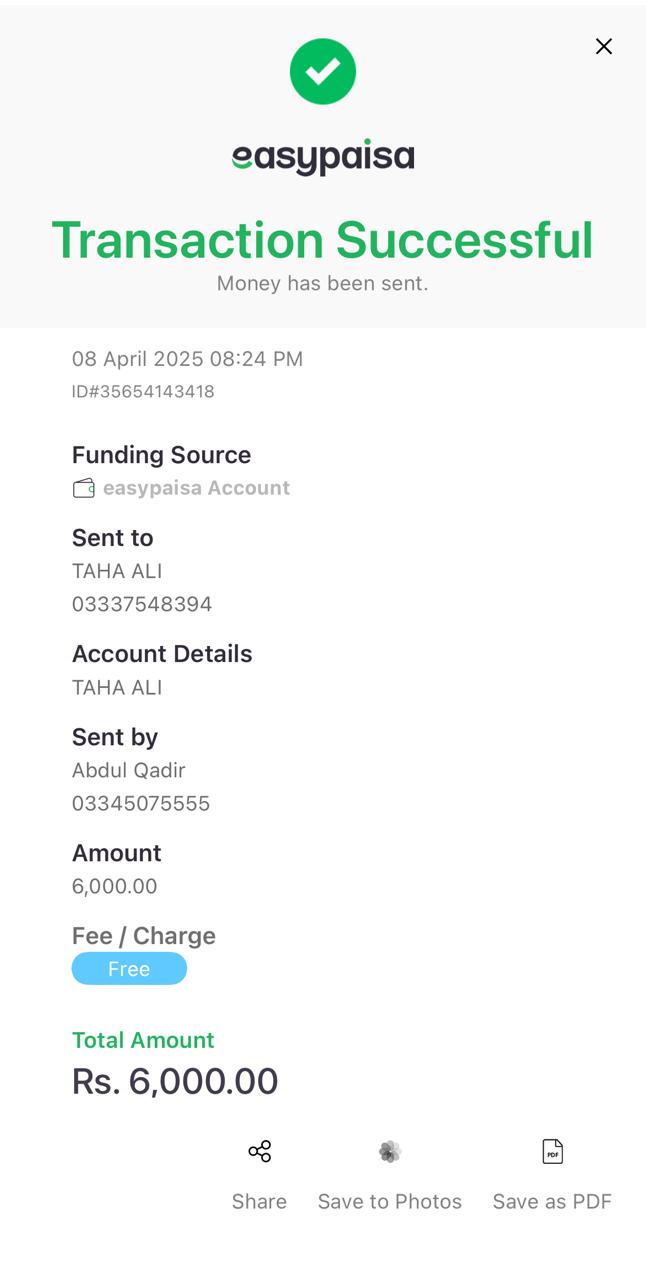 easypaisa
Transaction Successful
Money has been sent.
08 April 2025 08:24 PM
ID#35654143418
Funding Source
easypaisa Account
Sent to
TAHA ALI
03337548394
Account Details
TAHA ALI
Sent by
Abdul Qadir
03345075555
Amount
6,000.00
Fee / Charge
Free
Total Amount
Rs. 6,000.00
PDF
Share Save to Photos Save as PDF